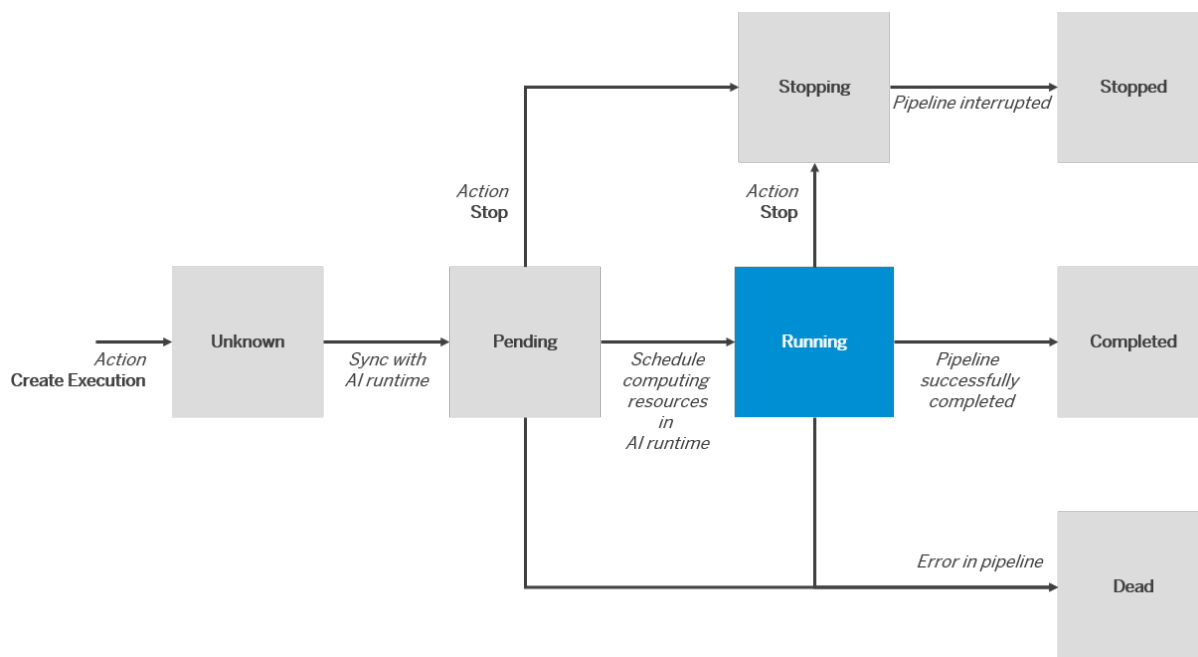 Stopping
Pipeline interrupted
Stopped
Action
Stop
Action
Stop
Action
Create Execution
Unknown
Sync with
AI runtime
Pending
Schedule
computing
resources
in
AI runtime
Running
Pipeline
successfully
completed
Completed
Error in pipeline
Dead